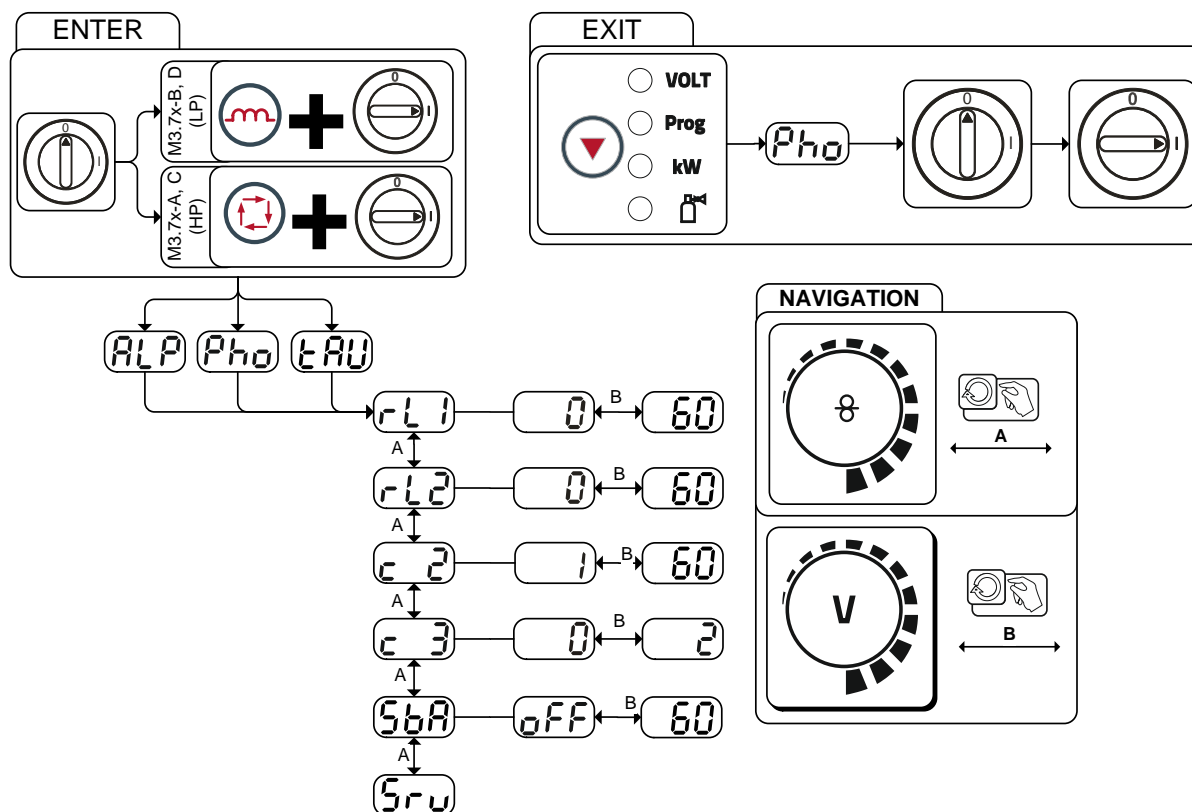 ENTER
0
I
M3.7x-B, D
(LP)
0
I
M3.7x-A, C
(HP)
0
I
ALP
Pho
tAU
EXIT
VOLT
Prog
kW
Pho
0
I
0
I
rL1
0
B
60
A
rL2
0
B
60
A
c 2
1
B
60
A
c 3
0
B
2
A
SbA
oFF
B
60
A
Srv
NAVIGATION
A
V
B